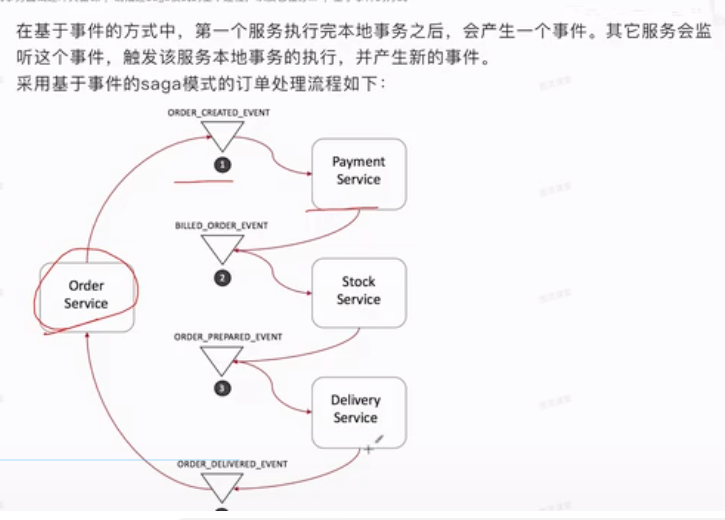 在基于事件的方式中，第一个服务执行完本地事务之后，会产生一个事件。其它服务会监
听这个事件，触发该服务本地事务的执行，并产生新的事件。
采用基于事件的saga模式的订单处理流程如下：
ORDER_CREATED_EVENT
1
Payment
Service
BILLED_ORDER_EVENT
2
Order
Service
Stock
Service
ORDER_PREPARED_EVENT
3
Delivery
Service
ORDER_DELIVERED_EVENT